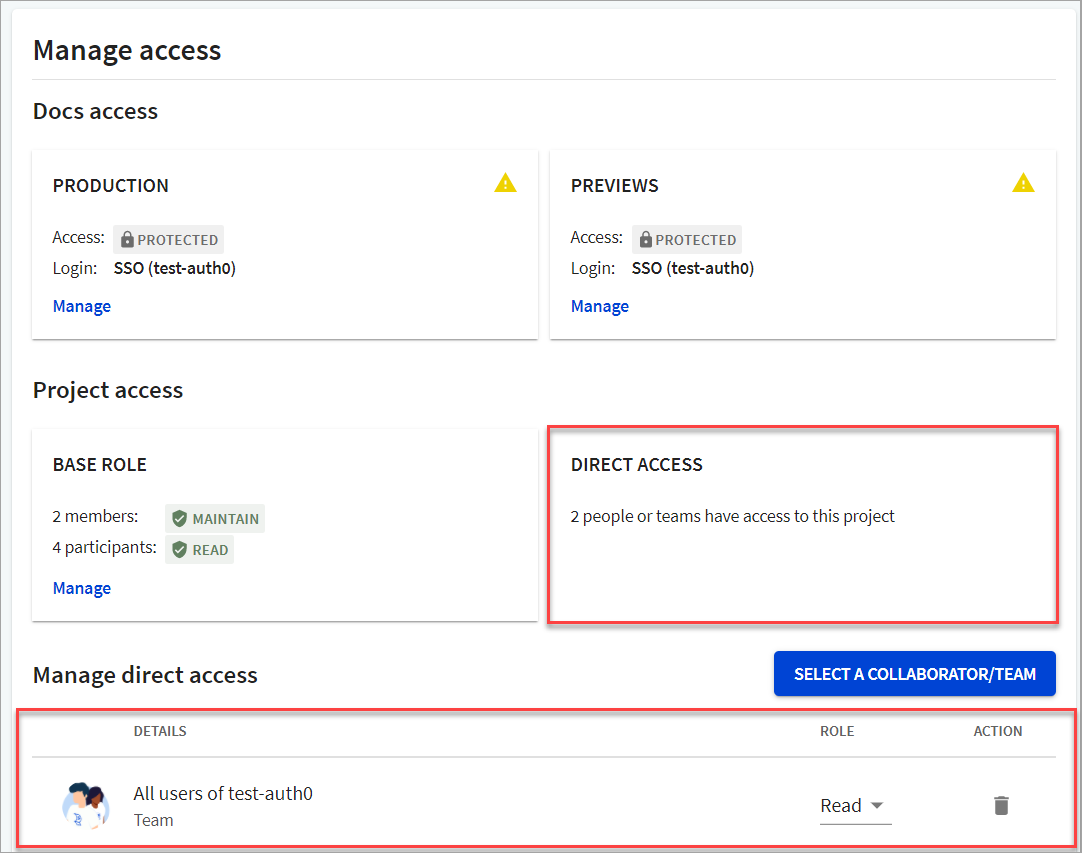 Manage access
Docs access
PRODUCTION
Access: PROTECTED
Login: SSO (test-auth0)
Manage
PREVIEWS
Access: PROTECTED
Login: SSO (test-auth0)
Manage
Project access
BASE ROLE
2 members: MAINTAIN
4 participants: READ
Manage
DIRECT ACCESS
2 people or teams have access to this project
Manage direct access
SELECT A COLLABORATOR/TEAM
DETAILS ROLE ACTION
All users of test-auth0
Team
Read